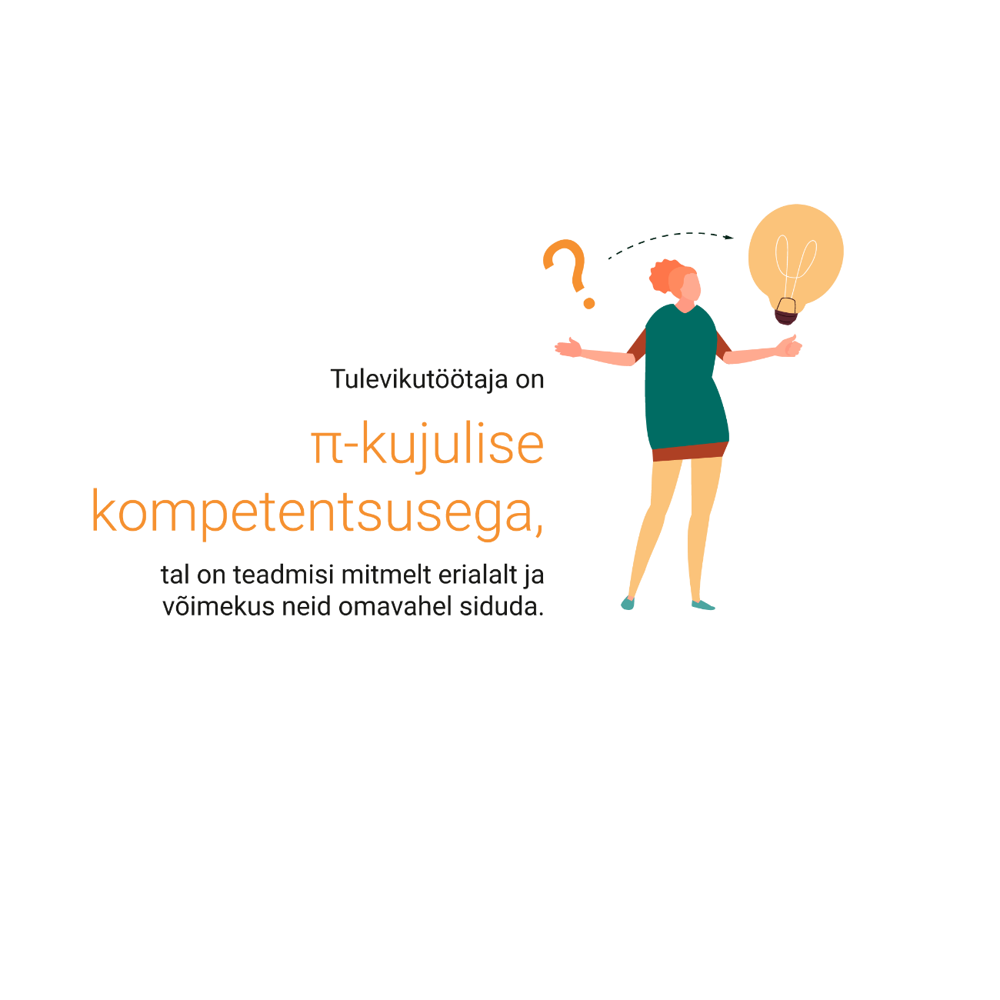 ?
Tulevikutöötaja on
π-kujulise
kompetentsusega,
tal on teadmisi mitmelt erialalt ja
võimekus neid omavahel siduda.